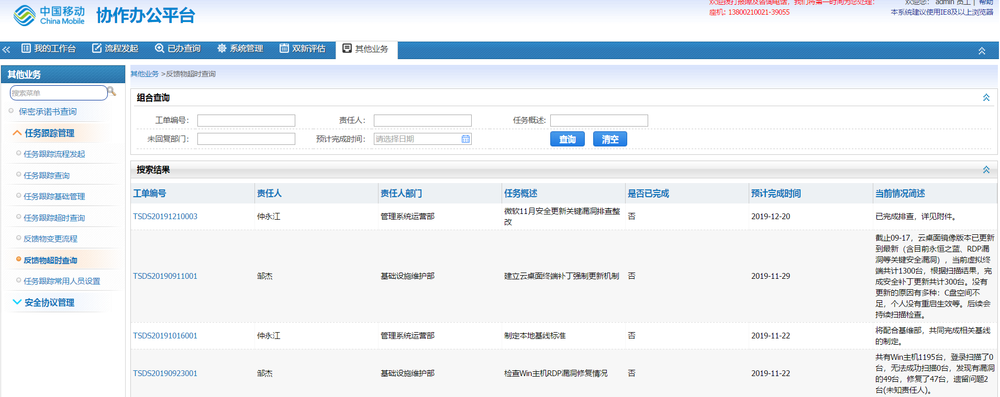 中国移动
China Mobile
协作办公平台
欢迎拨打报障及咨询电话，我们将第一时间为您处理：
座机: 13800210021-39055
欢迎您： admin 员工 | 帮助
本系统建议使用IE8及以上浏览器
我的工作台
流程发起
已办查询
系统管理
双新评估
其他业务
其他业务
搜索菜单
保密承诺书查询
任务跟踪管理
任务跟踪流程发起
任务跟踪查询
任务跟踪基础管理
任务跟踪超时查询
反馈物变更流程
反馈物超时查询
任务跟踪常用人员设置
安全协议管理
其他业务 >反馈物超时查询
组合查询
工单编号：
责任人：
任务概述:
未回复部门：
预计完成时间：
请选择日期
查询
清空
搜索结果
工单编号
责任人
责任人部门
任务概述
是否已完成
预计完成时间
当前情况简述
TSDS20191210003
仲永江
管理系统运营部
微软11月安全更新关键漏洞排查整
改
否
2019-12-20
已完成排查，详见附件。
TSDS20190911001
邹杰
基础设施维护部
建立云桌面终端补丁强制更新机制
否
2019-11-29
截止09-17，云桌面镜像版本已更新
到最新（含目前永恒之蓝、RDP漏
洞等关键安全漏洞），当前虚拟终
端共计1300台，根据扫描结果，完
成安全补丁更新共计300台。没有
更新的原因有多种：C盘空间不
足，个人没有重启生效等。后续会
持续扫描检查。
TSDS20191016001
仲永江
管理系统运营部
制定本地基线标准
否
2019-11-22
将配合基维部，共同完成相关基线
的制定。
TSDS20190923001
邹杰
基础设施维护部
检查Win主机RDP漏洞修复情况
否
2019-11-22
共有Win主机1195台，登录扫描了0
台，无法成功扫描0台，发现有漏洞
的49台，修复了47台，遗留问题2
台(未知责任人)。